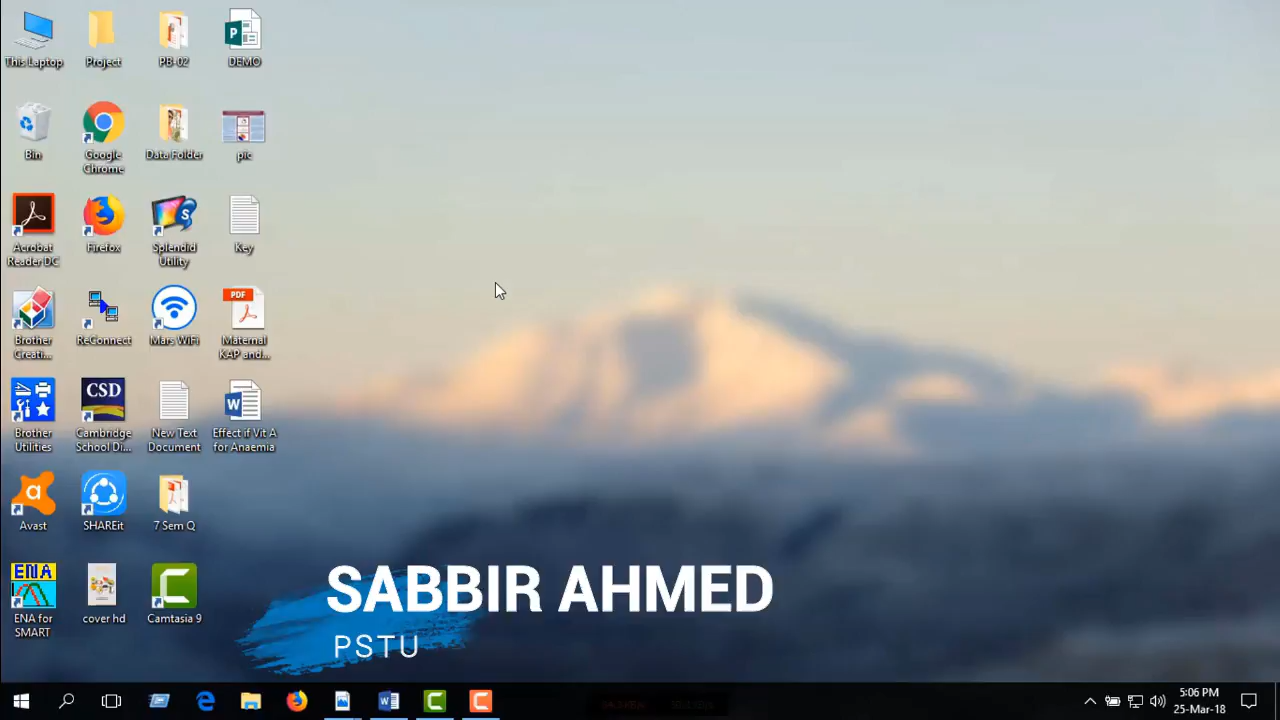 This Laptop
Project
PB-02
DEMO
Bin
Google
Chrome
Data Folder
pic
Acrobat
Reader DC
Firefox
Splendid
Utility
Key
Brother
Creati...
ReConnect
Mars WiFi
PDF
Maternal
KAP and...
Brother
Utilities
CSD
Cambridge
School Di...
New Text
Document
Effect if Vit A
for Anaemia
Avast
SHAREit
7 Sem Q
ENA
ENA for
SMART
cover hd
Camtasia 9
SABBIR AHMED
PSTU
5:06 PM
25-Mar-18